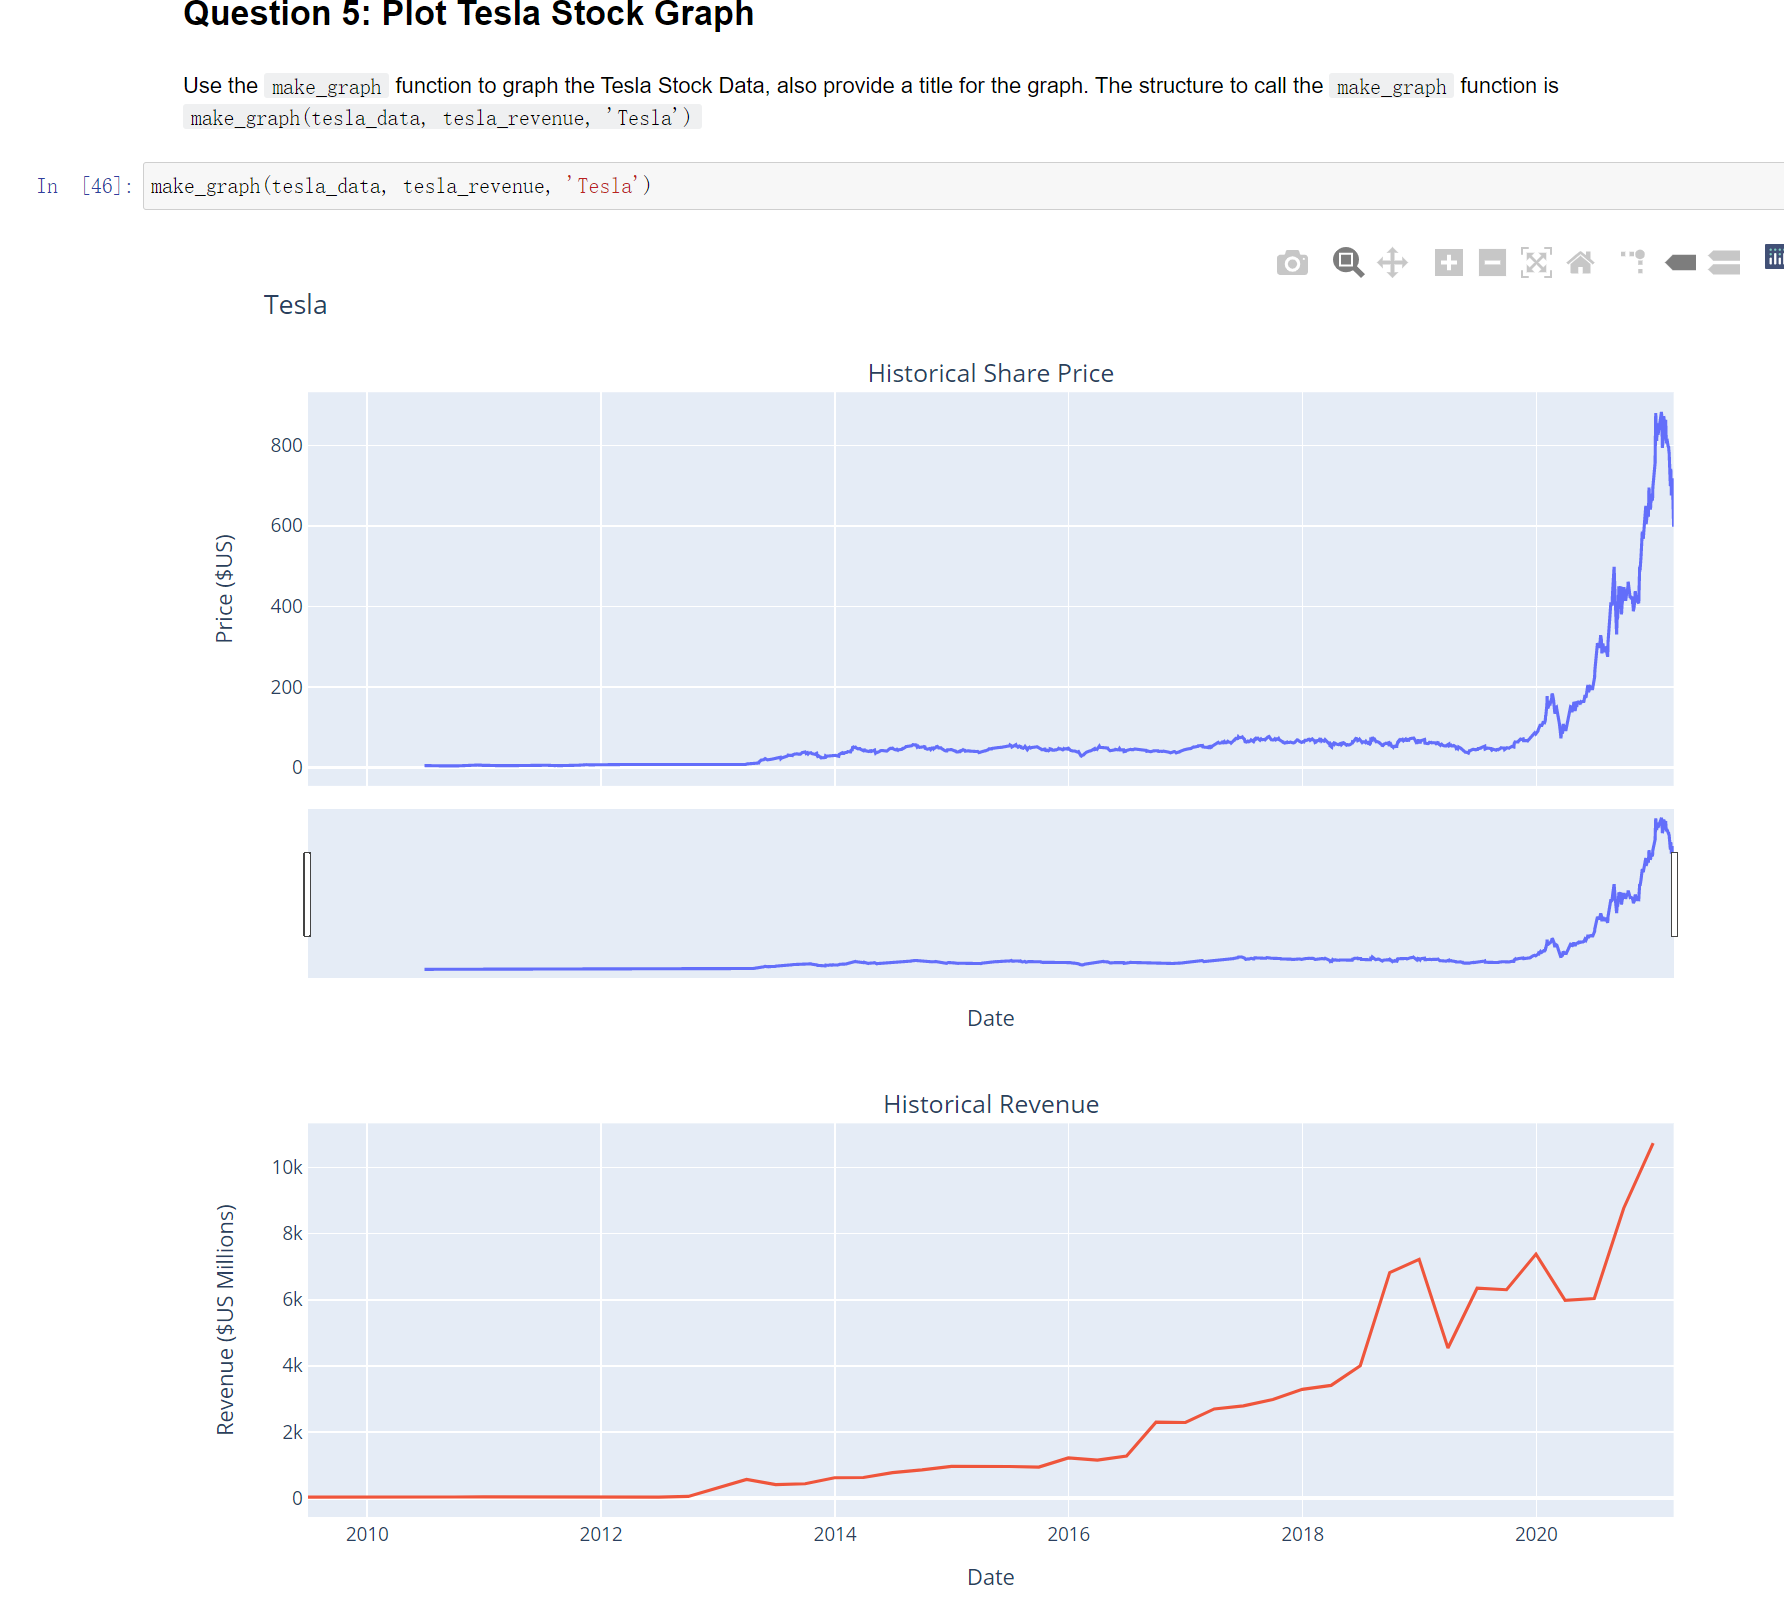 Question 5: Plot Tesla Stock Graph
Use the make_graph function to graph the Tesla Stock Data, also provide a title for the graph. The structure to call the make_graph function is
make_graph(tesla_data, tesla_revenue, 'Tesla')
In [46]: make_graph(tesla_data, tesla_revenue, 'Tesla')
Tesla
Historical Share Price
800
600
400
200
0
Price ($US)
Date
Historical Revenue
10k
8k
6k
4k
2k
0
Revenue ($US Millions)
2010 2012 2014 2016 2018 2020
Date